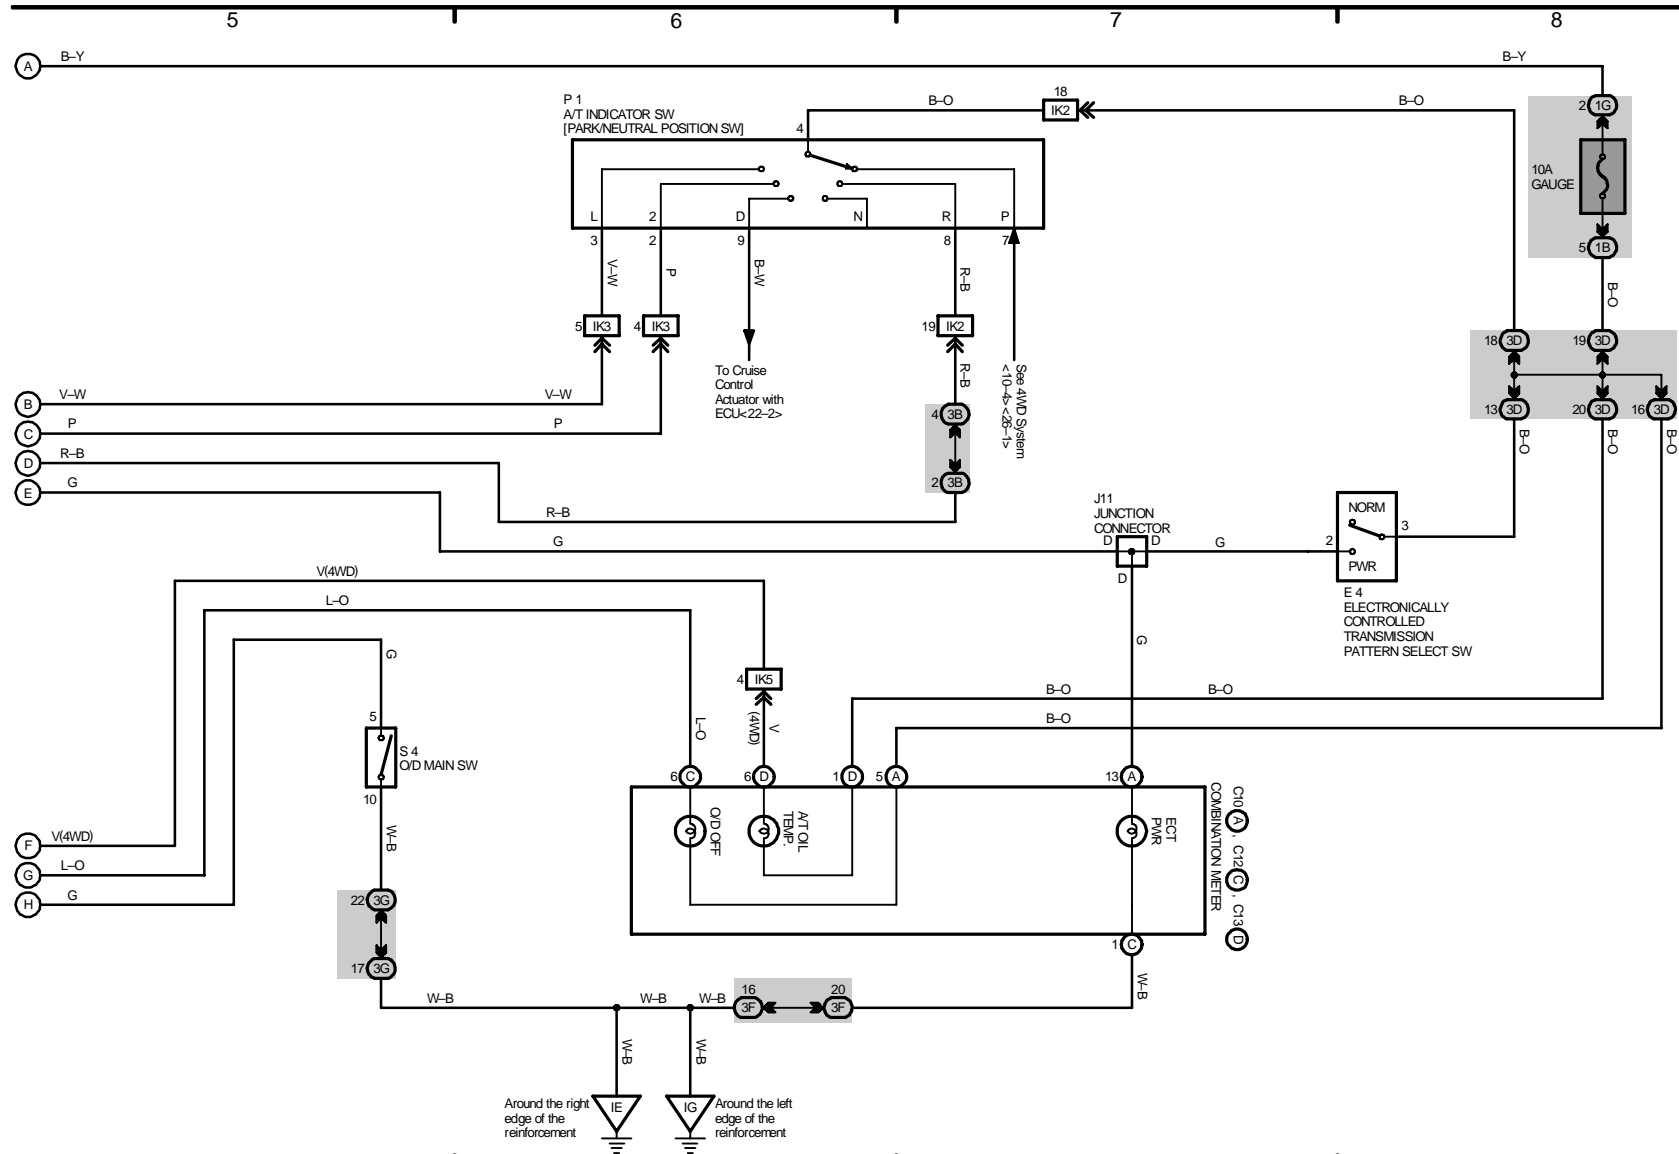 5 6 7 8
A B–Y B–Y
P 1
A/T INDICATOR SW
[PARK/NEUTRAL POSITION SW]
4
B–O
18
IK2
B–O
2 1G
10A
GAUGE
5 1B
B–O
L 2 D N R P
3 2 9 8 7
V–W
P
B–W
R–B
5 IK3
4 IK3
19 IK2
To Cruise
Control
Actuator with
ECU<22–2>
R–B
See 4WD System
<10–4> <26–1>
18 3D
19 3D
13 3D
20 3D
16 3D
B–O
B–O
B–O
B V–W V–W
C P P
4 3B
D R–B
2 3B
E G
R–B
G
J11
JUNCTION
CONNECTOR
D D
D
G
2
NORM
PWR
3
E 4
ELECTRONICALLY
CONTROLLED
TRANSMISSION
PATTERN SELECT SW
V(4WD)
L–O
G
G
4 IK5
B–O B–O
B–O
5
S 4
O/D MAIN SW
10
L–O
V
(4WD)
6 C
6 D
1 D
5 A
13 A
O/D OFF
A/T OIL
TEMP.
ECT
PWR
C10 A , C12 C , C13 D
COMBINATION METER
W–B
F V(4WD)
G L–O
H G
22 3G
17 3G
1 C
W–B
W–B W–B W–B
16
3F
20
3F
W–B
W–B
Around the right
edge of the
reinforcement
IE
IG
Around the left
edge of the
reinforcement